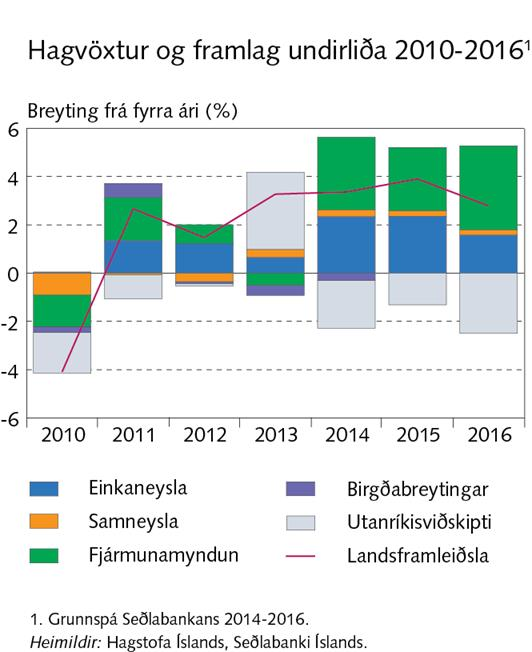 Hagvöxtur og framlag undirliða 2010-2016¹
Breyting frá fyrra ári (%)
6
4
2
0
-2
-4
-6
2010 2011 2012 2013 2014 2015 2016
Einkaneysla
Samneysla
Fjármunamyndun
Birgðabreytingar
Utanríkisviðskipti
Landsframleiðsla
1. Grunnspá Seðlabankans 2014-2016.
Heimildir: Hagstofa Íslands, Seðlabanki Íslands.